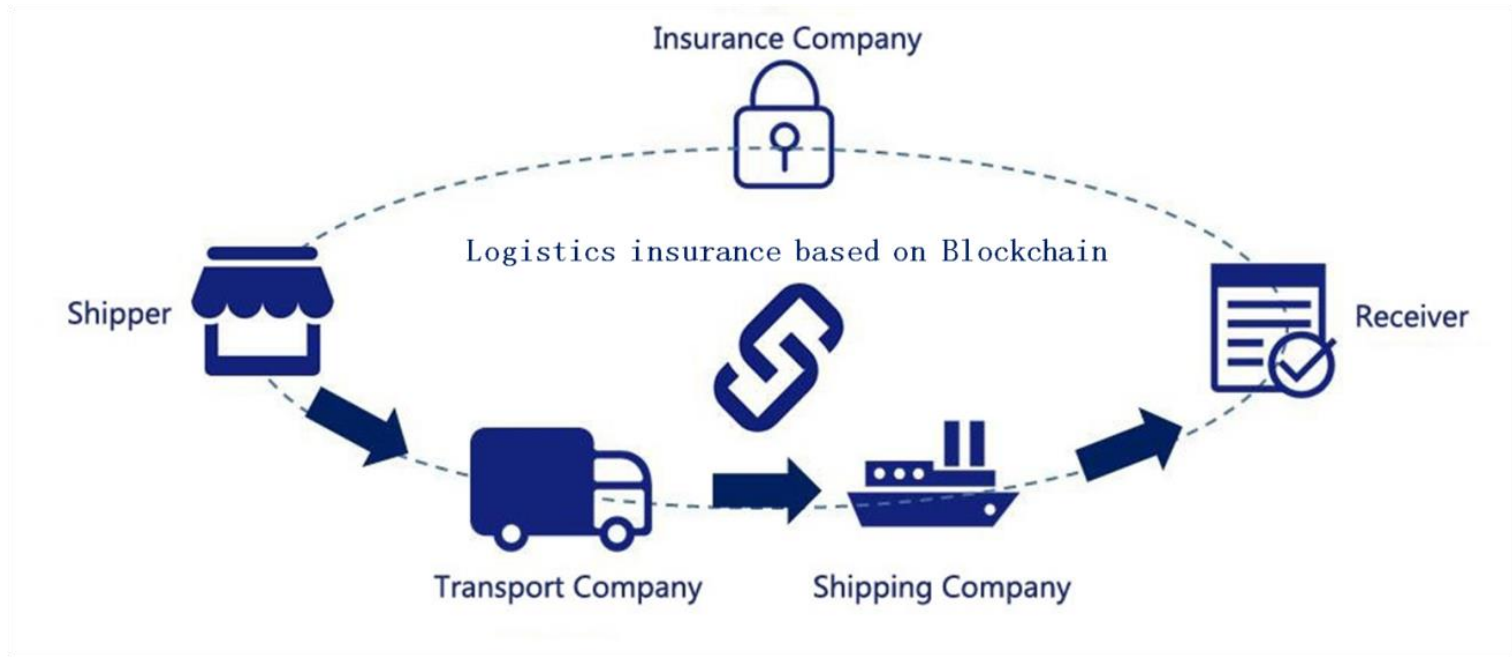 Insurance Company
Logistics insurance based on Blockchain
Shipper
Receiver
Transport Company
Shipping Company